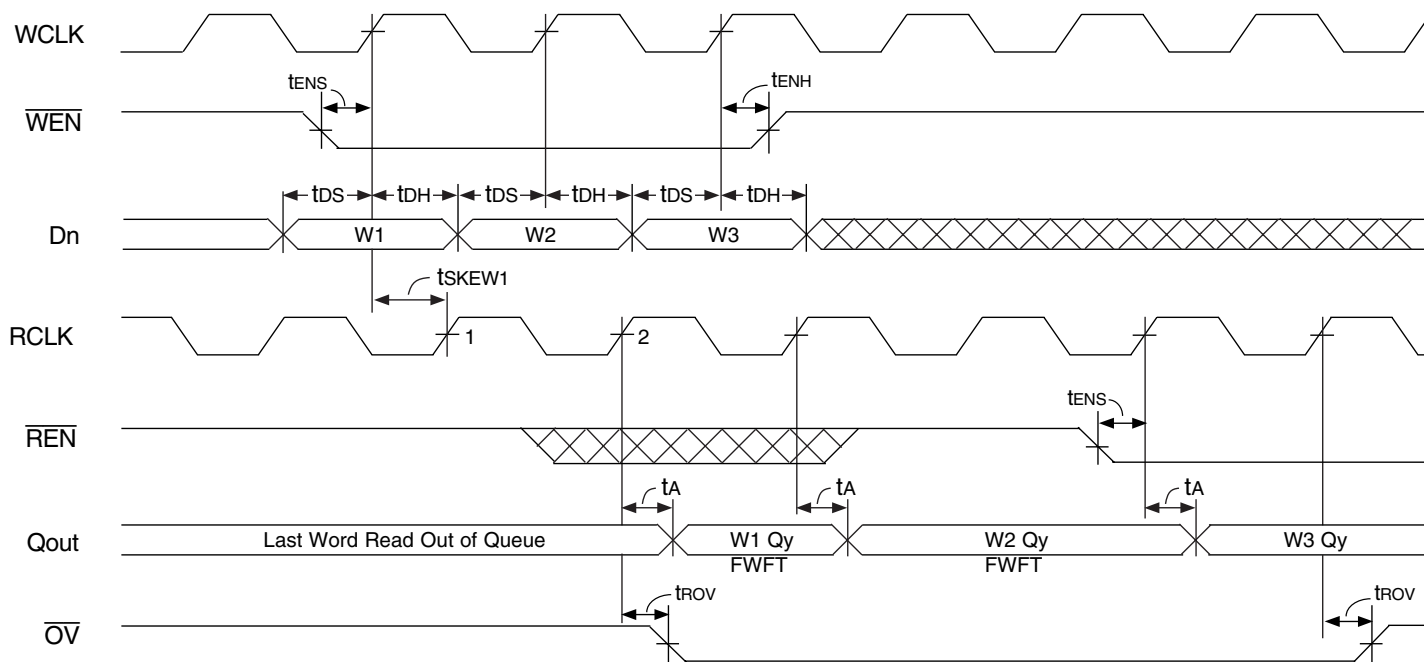 WCLK
tENS
tENH
WEN
tDS tDH tDS tDH tDS tDH
Dn W1 W2 W3
tSKEW1
RCLK 1 2
tENS
REN
tA tA tA
Qout Last Word Read Out of Queue W1 Qy W2 Qy W3 Qy
FWFT FWFT
tROV tROV
OV